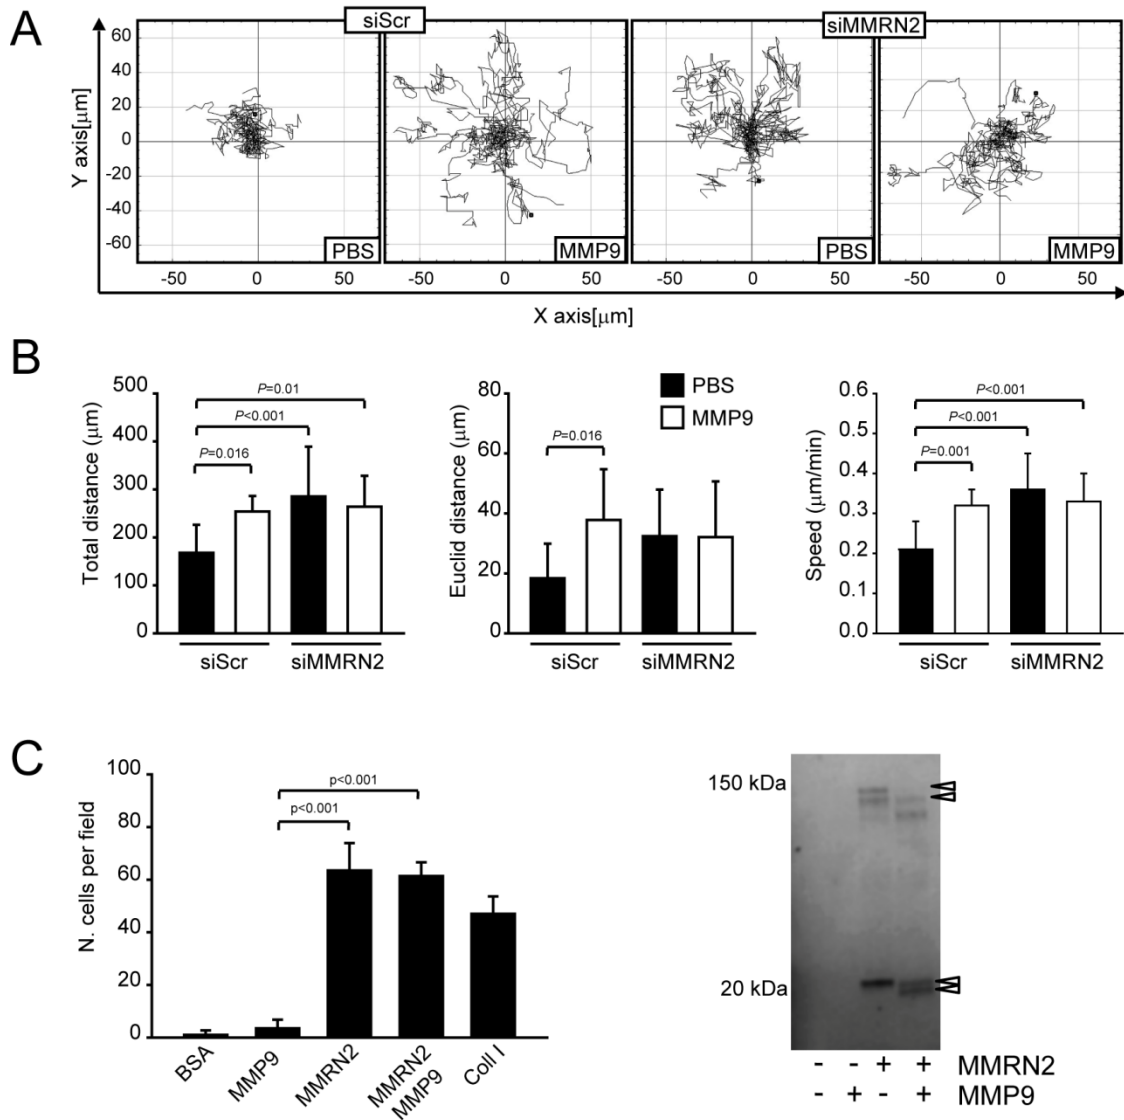 A
siScr
siMMRN2
Y axis[μm]
60
40
20
0
-20
-40
-60
PBS
MMP9
PBS
MMP9
-50 0 50 -50 0 50 -50 0 50 -50 0 50
X axis[μm]
B
Total distance (μm)
500
400
300
200
100
0
P=0.01
P<0.001
P=0.016
siScr
siMMRN2
Euclid distance (μm)
80
60
40
20
0
P=0.016
PBS
MMP9
siScr
siMMRN2
Speed (μm/min)
0.6
0.5
0.4
0.3
0.2
0.1
0.0
P<0.001
P<0.001
P=0.001
siScr
siMMRN2
C
N. cells per field
100
80
60
40
20
0
p<0.001
p<0.001
BSA
MMP9
MMRN2
MMRN2
MMP9
Coll I
150 kDa
20 kDa
- - + + MMRN2
- + - + MMP9